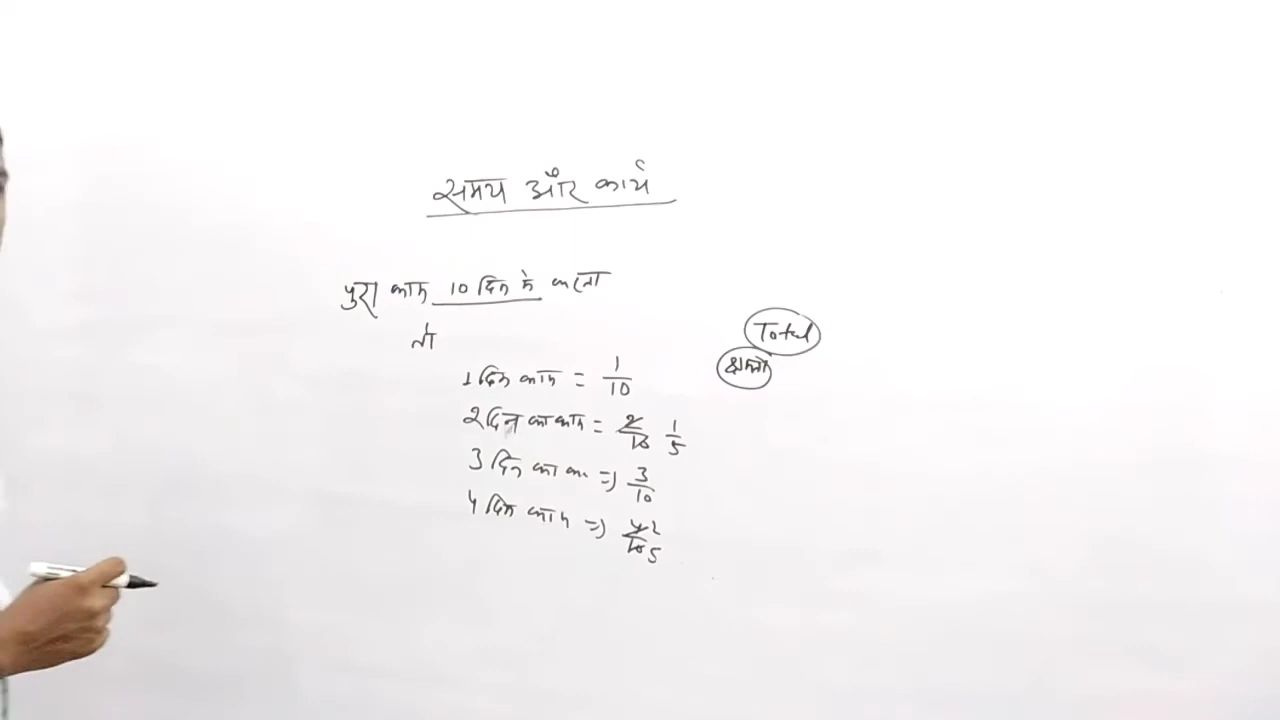 समय और कार्य
पुरा काम 10 दिन मे करता
तो
Total
क्षमता
1 दिन काम = 1/10
2 दिन का काम = 2/10 1/5
3 दिन का का => 3/10
4 दिन काम => 4/10 2/5